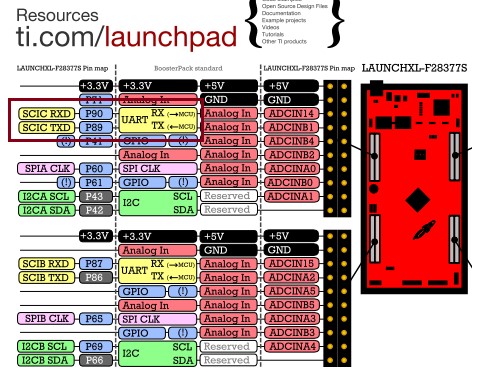 Resources
ti.com/launchpad
Open Source Design Files
Documentation
Example projects
Videos
Tutorials
Other TI products
LAUNCHXL-F28377S Pin map BoosterPack standard LAUNCHXL-F28377S Pin map LAUNCHXL-F28377S
+3.3V +3.3V +5V +5V
P71 Analog In GND GND
SCIC RXD P90 UART RX (→MCU) Analog In ADCIN14
SCIC TXD P89 TX (←MCU) Analog In ADCINB1
(!) P41 GPIO (!) Analog In ADCINB4
Analog In Analog In ADCINB2
SPIA CLK P60 SPI CLK Analog In ADCINA0
(!) P61 GPIO (!) Analog In ADCINB0
I2CA SCL P43 I2C SCL Reserved ADCINA1
I2CA SDA P42 SDA Reserved
+3.3V +3.3V +5V +5V
Analog In GND GND
SCIB RXD P87 UART RX (→MCU) Analog In ADCIN15
SCIB TXD P86 TX (←MCU) Analog In ADCINA2
GPIO (!) Analog In ADCINA5
Analog In Analog In ADCINB5
SPIB CLK P65 SPI CLK Analog In ADCINA3
GPIO (!) Analog In ADCINB3
I2CB SCL P69 I2C SCL Reserved ADCINA4
I2CB SDA P66 SDA Reserved